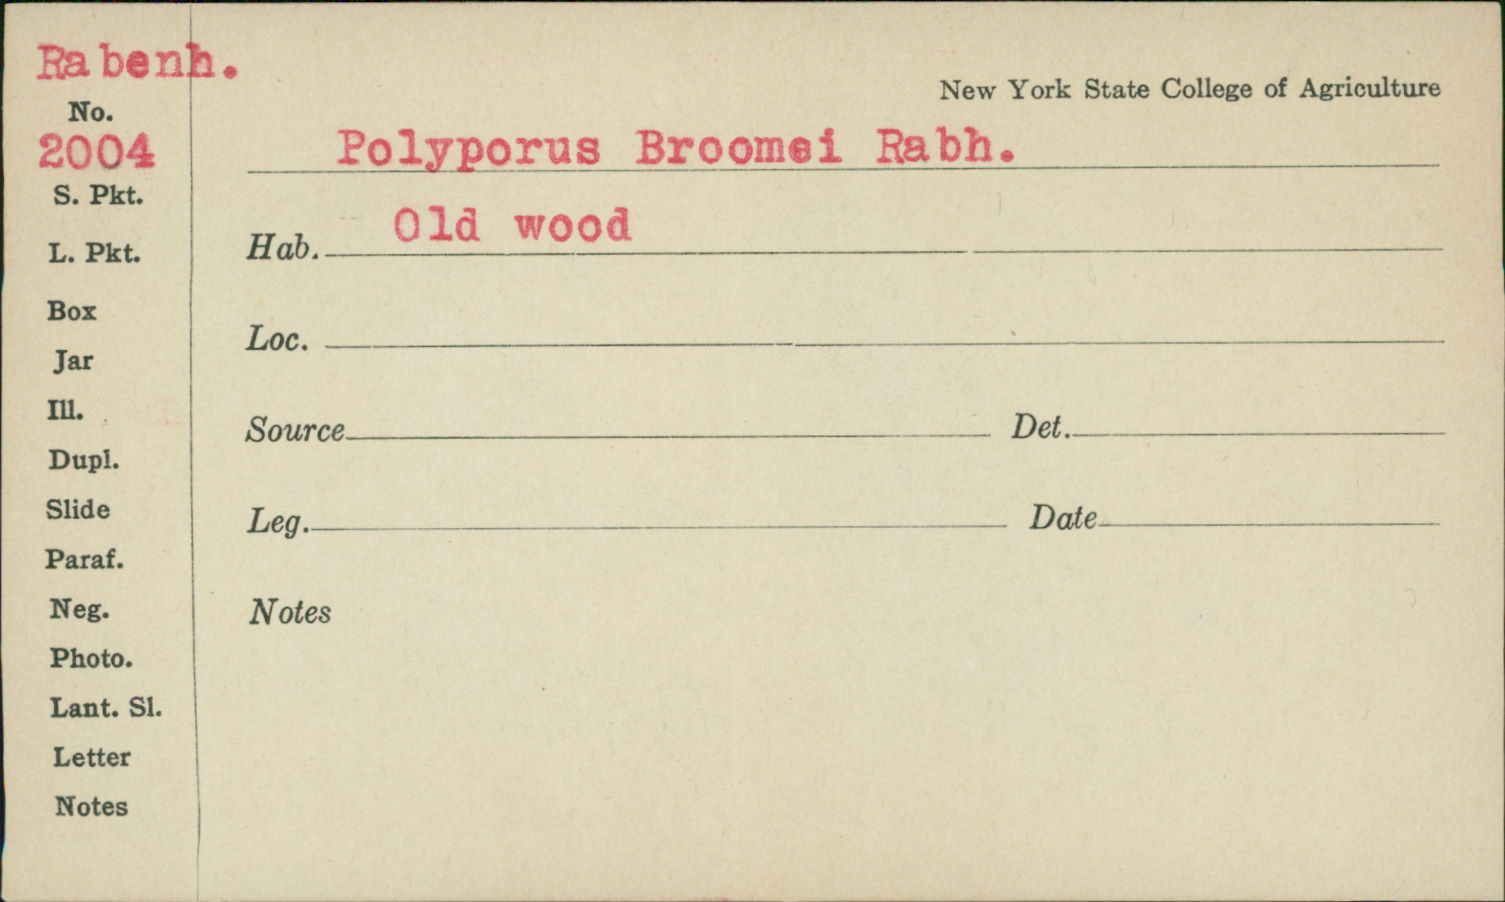 Rabenh.
No.
2004
S. Pkt.
L. Pkt.
Box
Jar
Ill.
Dupl.
Slide
Paraf.
Neg.
Photo.
Lant. Sl.
Letter
Notes
New York State College of Agriculture
Polyporus Broomei Rabh.
Hab. Old wood
Loc.
Source Det.
Leg. Date
Notes